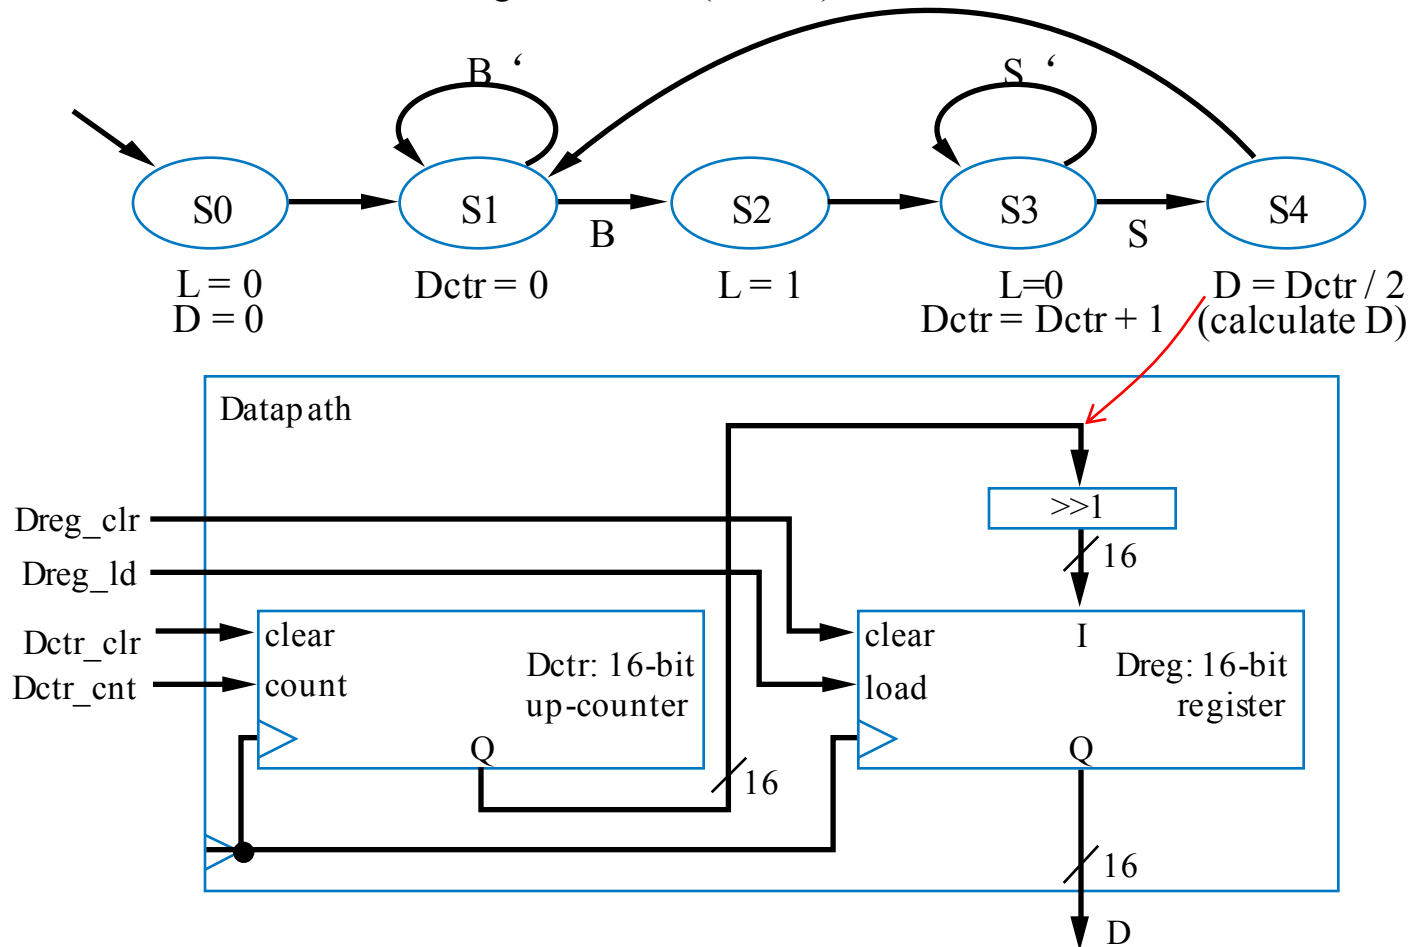 B ‘
S ‘
S0
S1
S2
S3
S4
B
S
L = 0
D = 0
Dctr = 0
L = 1
L=0
Dctr = Dctr + 1
D = Dctr / 2
(calculate D)
Datapath
>>1
16
Dreg_clr
Dreg_ld
Dctr_clr
Dctr_cnt
clear
count
Dctr: 16-bit
up-counter
Q
16
clear
load
I
Dreg: 16-bit
register
Q
16
D